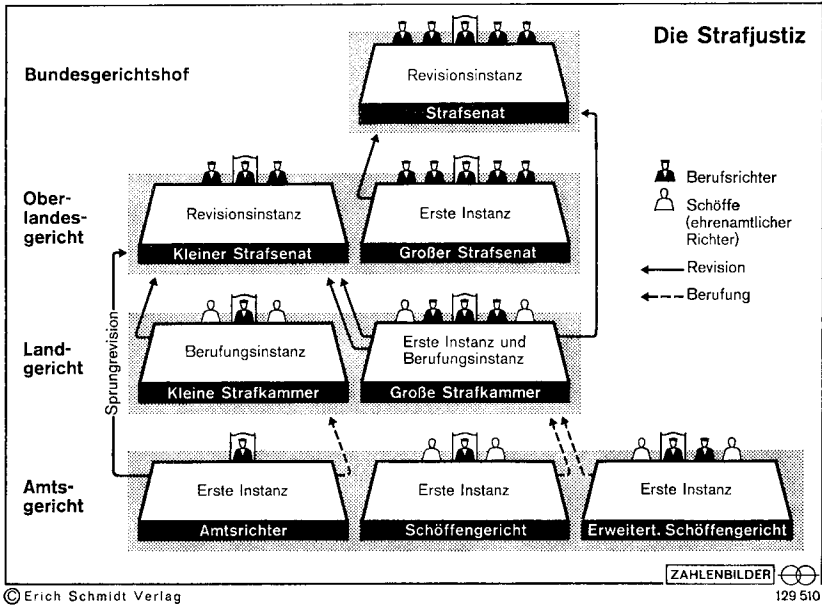 Die Strafjustiz
Bundesgerichtshof
Revisionsinstanz
Strafsenat
Ober-
landes-
gericht
Revisionsinstanz
Kleiner Strafsenat
Erste Instanz
Großer Strafsenat
Berufsrichter
Schöffe
(ehrenamtlicher
Richter)
Revision
Berufung
Sprungrevision
Land-
gericht
Berufungsinstanz
Kleine Strafkammer
Erste Instanz und
Berufungsinstanz
Große Strafkammer
Amts-
gericht
Erste Instanz
Amtsrichter
Erste Instanz
Schöffengericht
Erste Instanz
Erweitert. Schöffengericht
ZAHLENBILDER
© Erich Schmidt Verlag
129 510